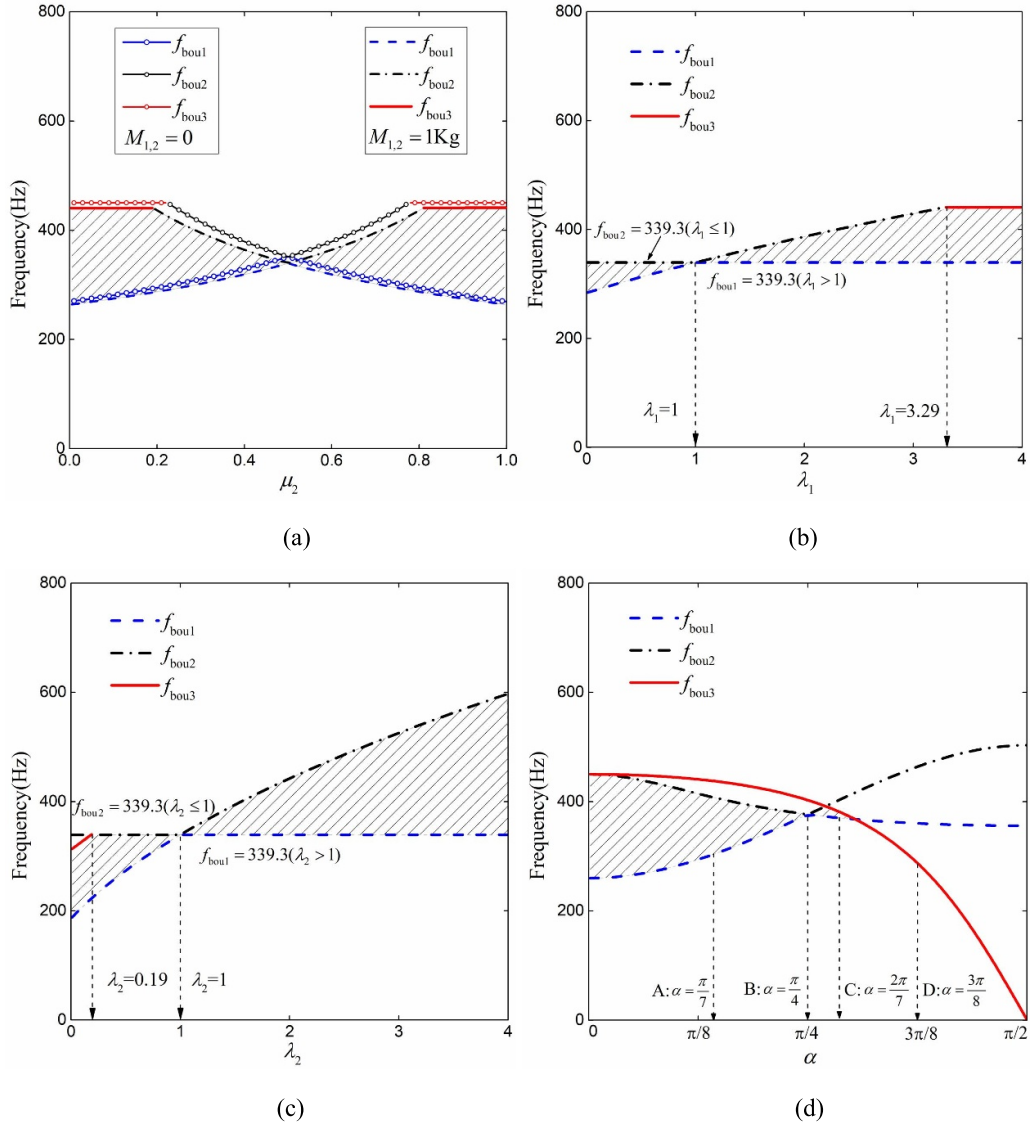 800
600
400
200
0
Frequency(Hz)
f_bou1
f_bou2
f_bou3
M_1,2 = 0
f_bou1
f_bou2
f_bou3
M_1,2 = 1Kg
0.0 0.2 0.4 0.6 0.8 1.0
μ_2
(a)
800
600
400
200
0
Frequency(Hz)
f_bou1
f_bou2
f_bou3
f_bou2 = 339.3(λ_1 ≤ 1)
f_bou1 = 339.3(λ_1 > 1)
λ_1=1
λ_1=3.29
0 1 2 3 4
λ_1
(b)
800
600
400
200
0
Frequency(Hz)
f_bou1
f_bou2
f_bou3
f_bou2 = 339.3(λ_2 ≤ 1)
f_bou1 = 339.3(λ_2 > 1)
λ_2=0.19
λ_2=1
0 1 2 3 4
λ_2
(c)
800
600
400
200
0
Frequency(Hz)
f_bou1
f_bou2
f_bou3
A: α = π/7
B: α = π/4
C: α = 2π/7
D: α = 3π/8
0 π/8 π/4 3π/8 π/2
α
(d)